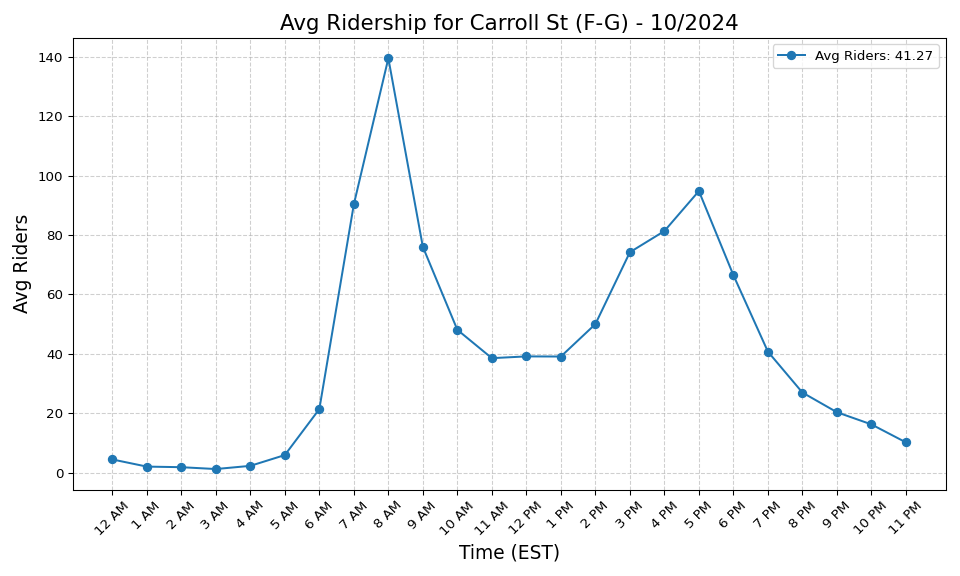 Avg Ridership for Carroll St (F-G) - 10/2024
Avg Riders: 41.27
Avg Riders
140
120
100
80
60
40
20
0
12 AM
1 AM
2 AM
3 AM
4 AM
5 AM
6 AM
7 AM
8 AM
9 AM
10 AM
11 AM
12 PM
1 PM
2 PM
3 PM
4 PM
5 PM
6 PM
7 PM
8 PM
9 PM
10 PM
11 PM
Time (EST)